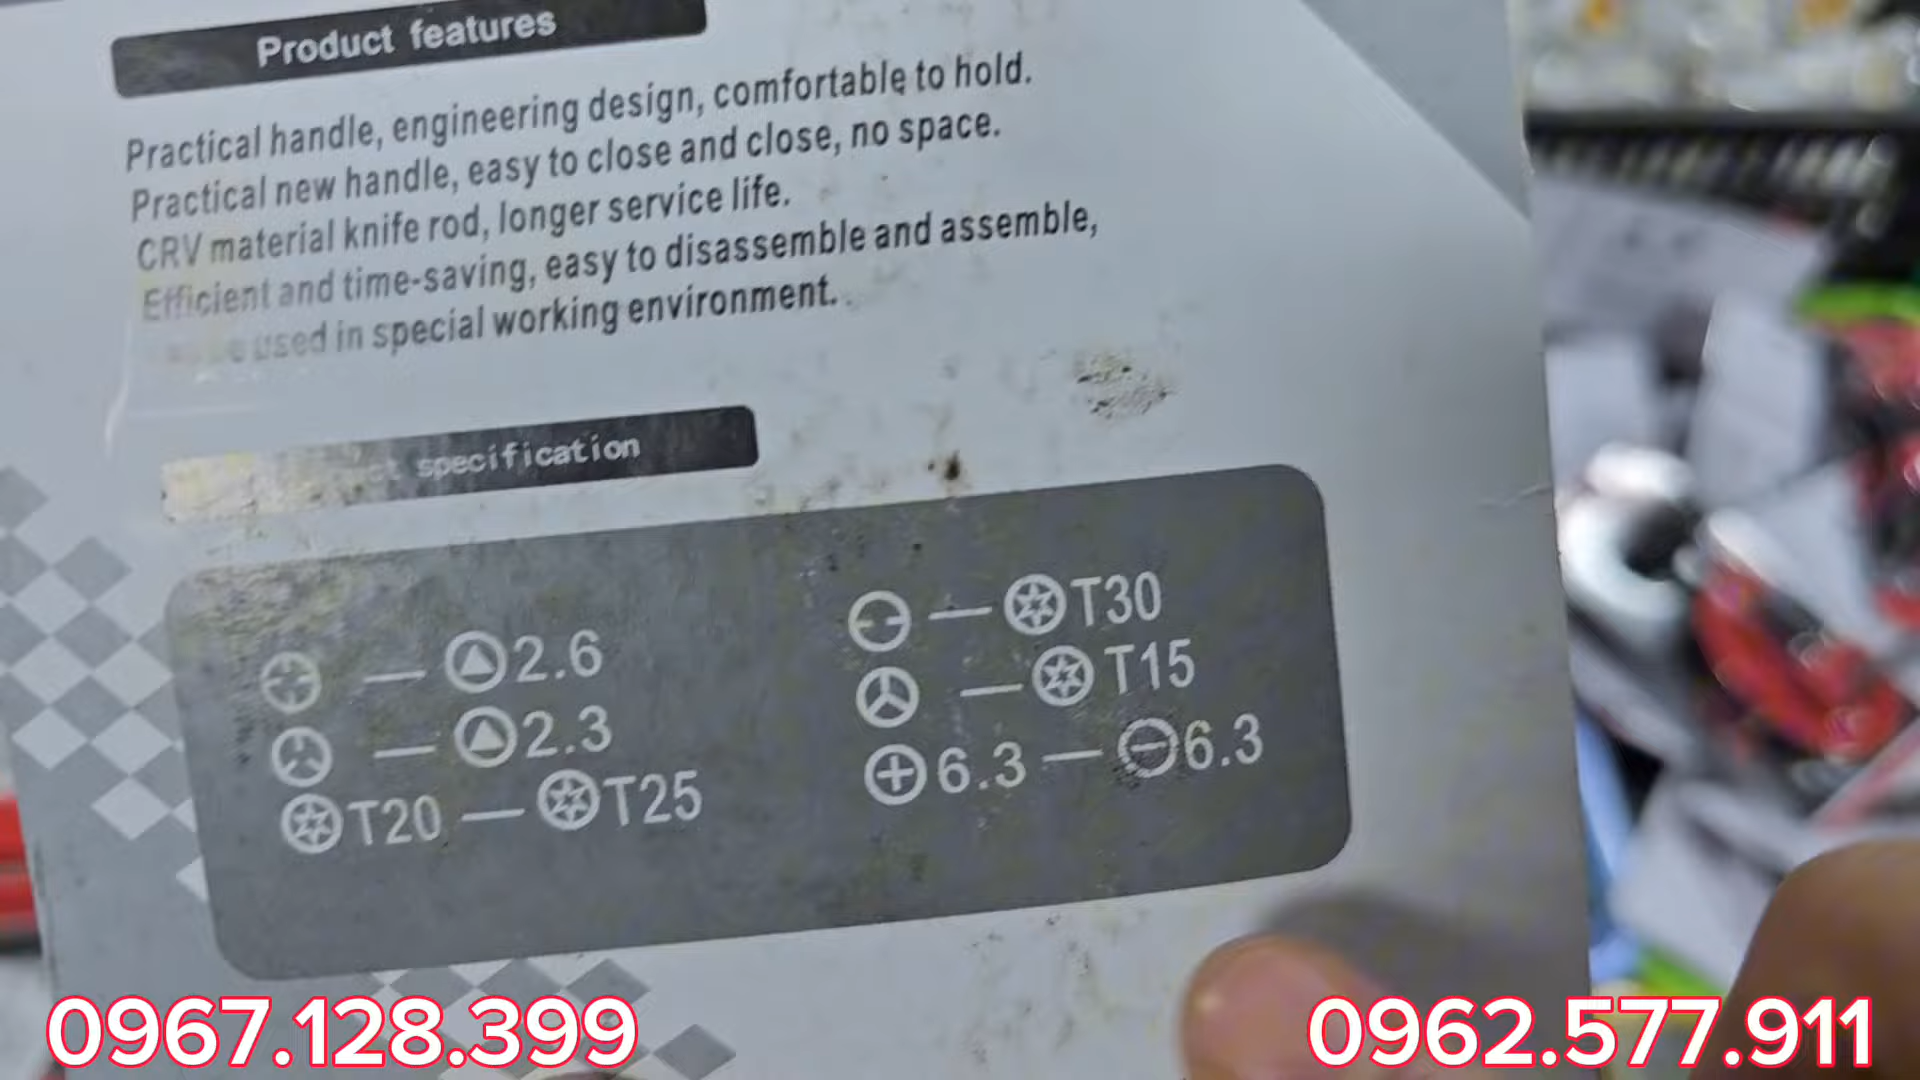 Product features
Practical handle, engineering design, comfortable to hold.
Practical new handle, easy to close and close, no space.
CRV material knife rod, longer service life.
Efficient and time-saving, easy to disassemble and assemble,
used in special working environment.
specification
— 2.6
— 2.3
T20 — T25
— T30
— T15
6.3 — 6.3
0967.128.399
0962.577.911